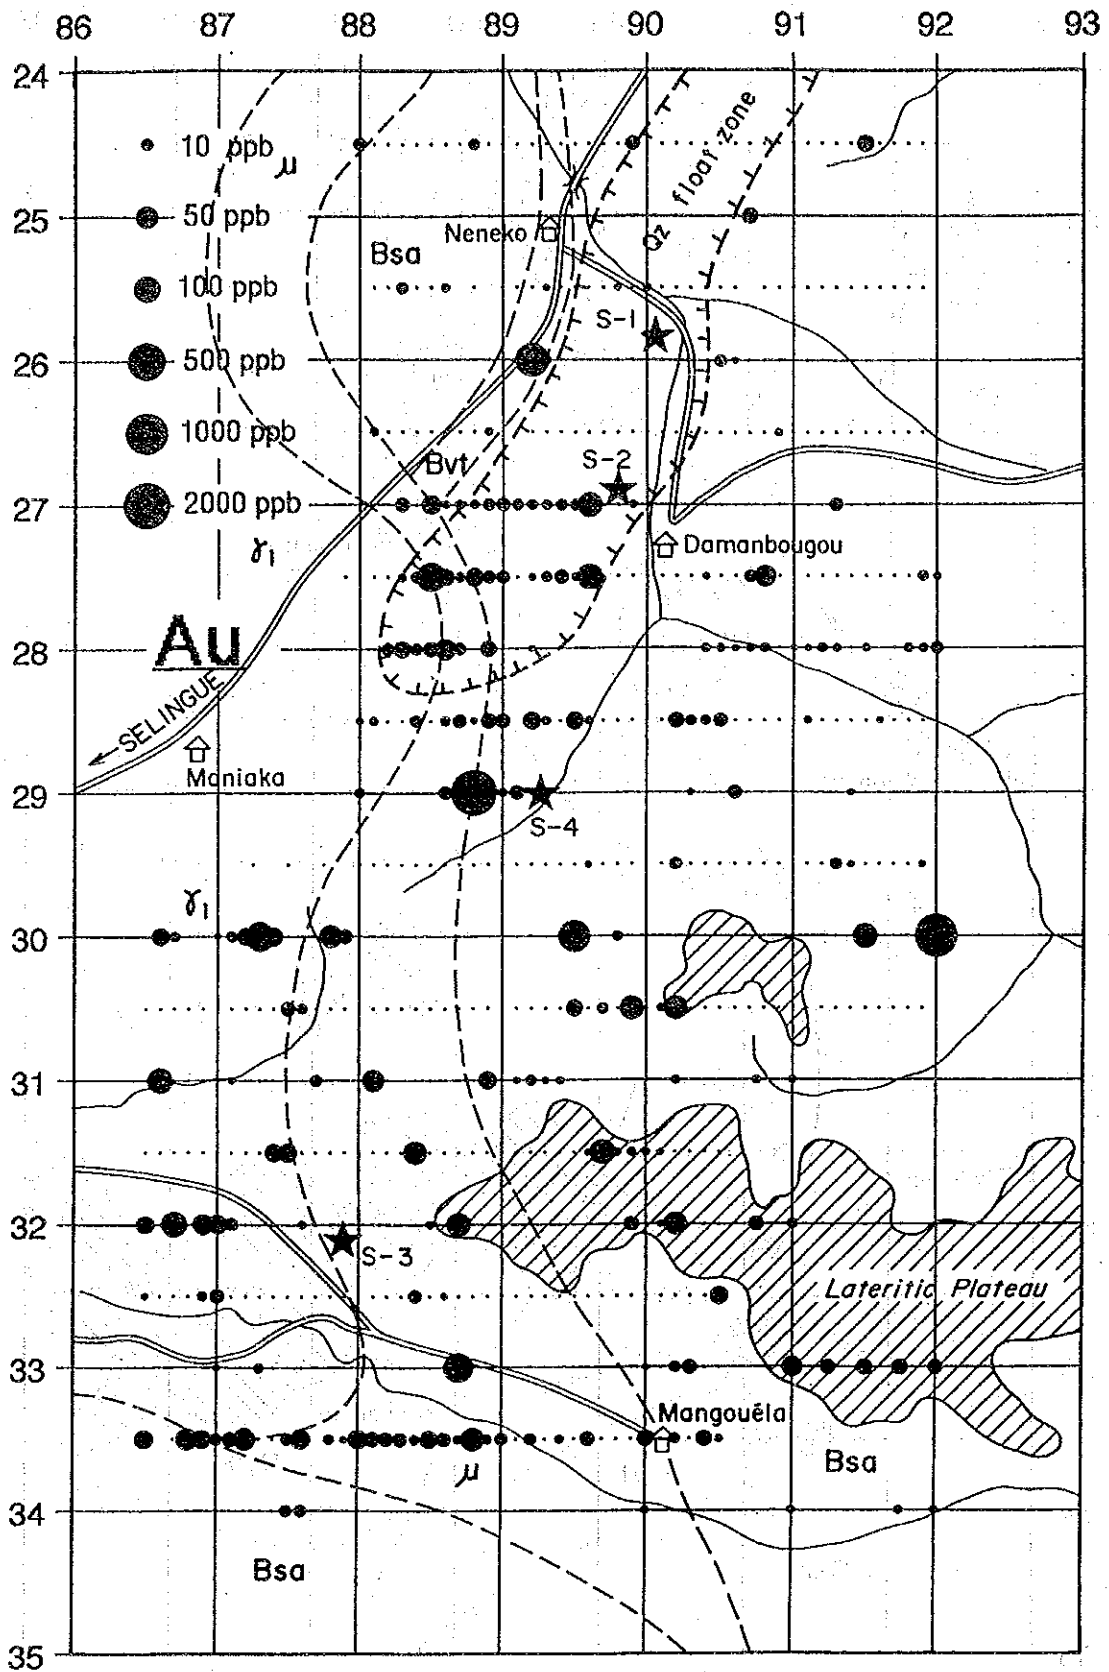 86 87 88 89 90 91 92 93
24
10 ppb
μ
float zone
25
50 ppb
Neneko
Qz
Bsa
100 ppb
S-1
26
500 ppb
1000 ppb
Bvt
S-2
27
2000 ppb
γ1
Damanbougou
Au
28
SELINGUE
Maniaka
29
S-4
γ1
30
31
32
S-3
Lateritic Plateau
33
Mangouéla
μ
Bsa
34
Bsa
35